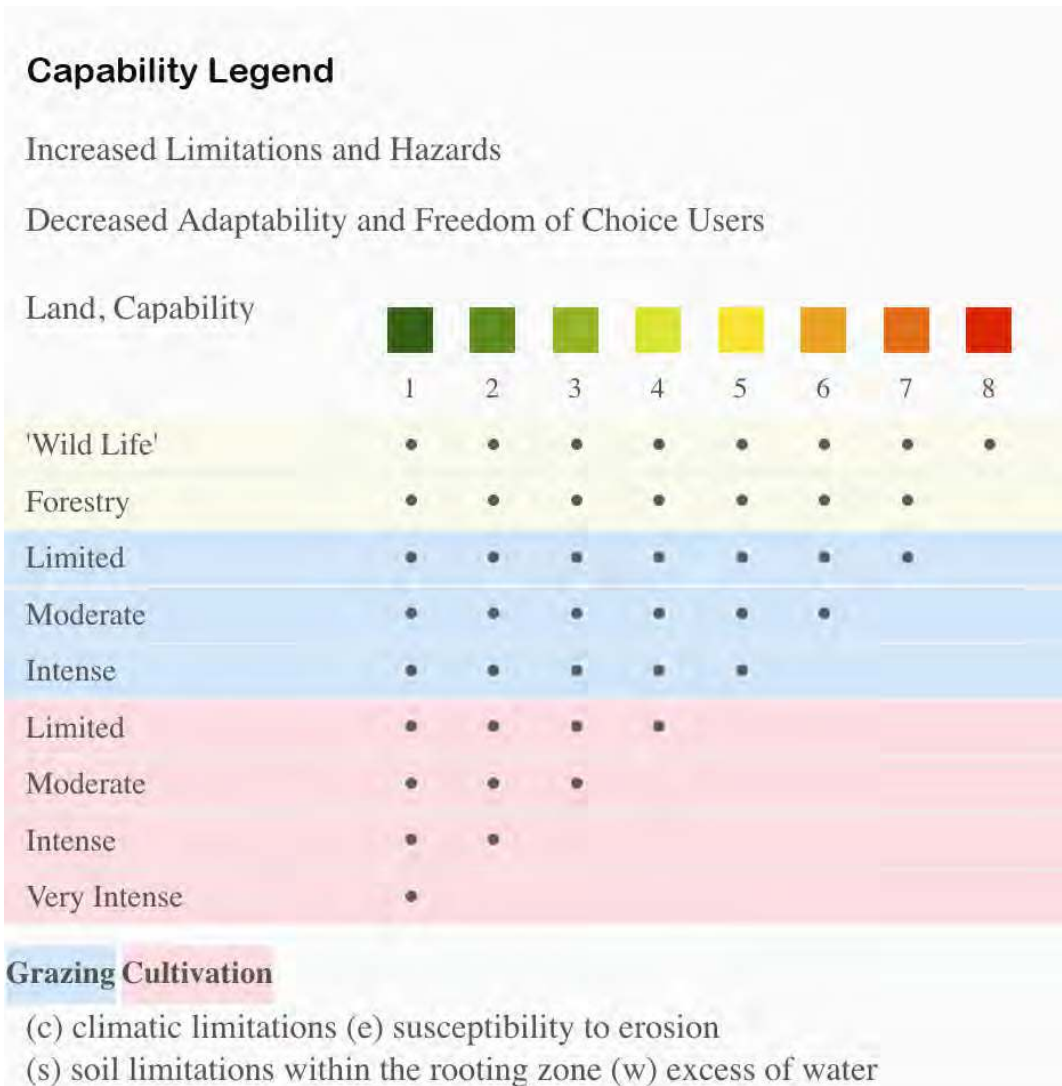 Capability Legend
Increased Limitations and Hazards
Decreased Adaptability and Freedom of Choice Users
Land, Capability
1 2 3 4 5 6 7 8
'Wild Life' • • • • • • • •
Forestry • • • • • • •
Limited • • • • • • •
Moderate • • • • • •
Intense • • • • •
Limited • • • •
Moderate • • •
Intense • •
Very Intense •
Grazing Cultivation
(c) climatic limitations (e) susceptibility to erosion
(s) soil limitations within the rooting zone (w) excess of water